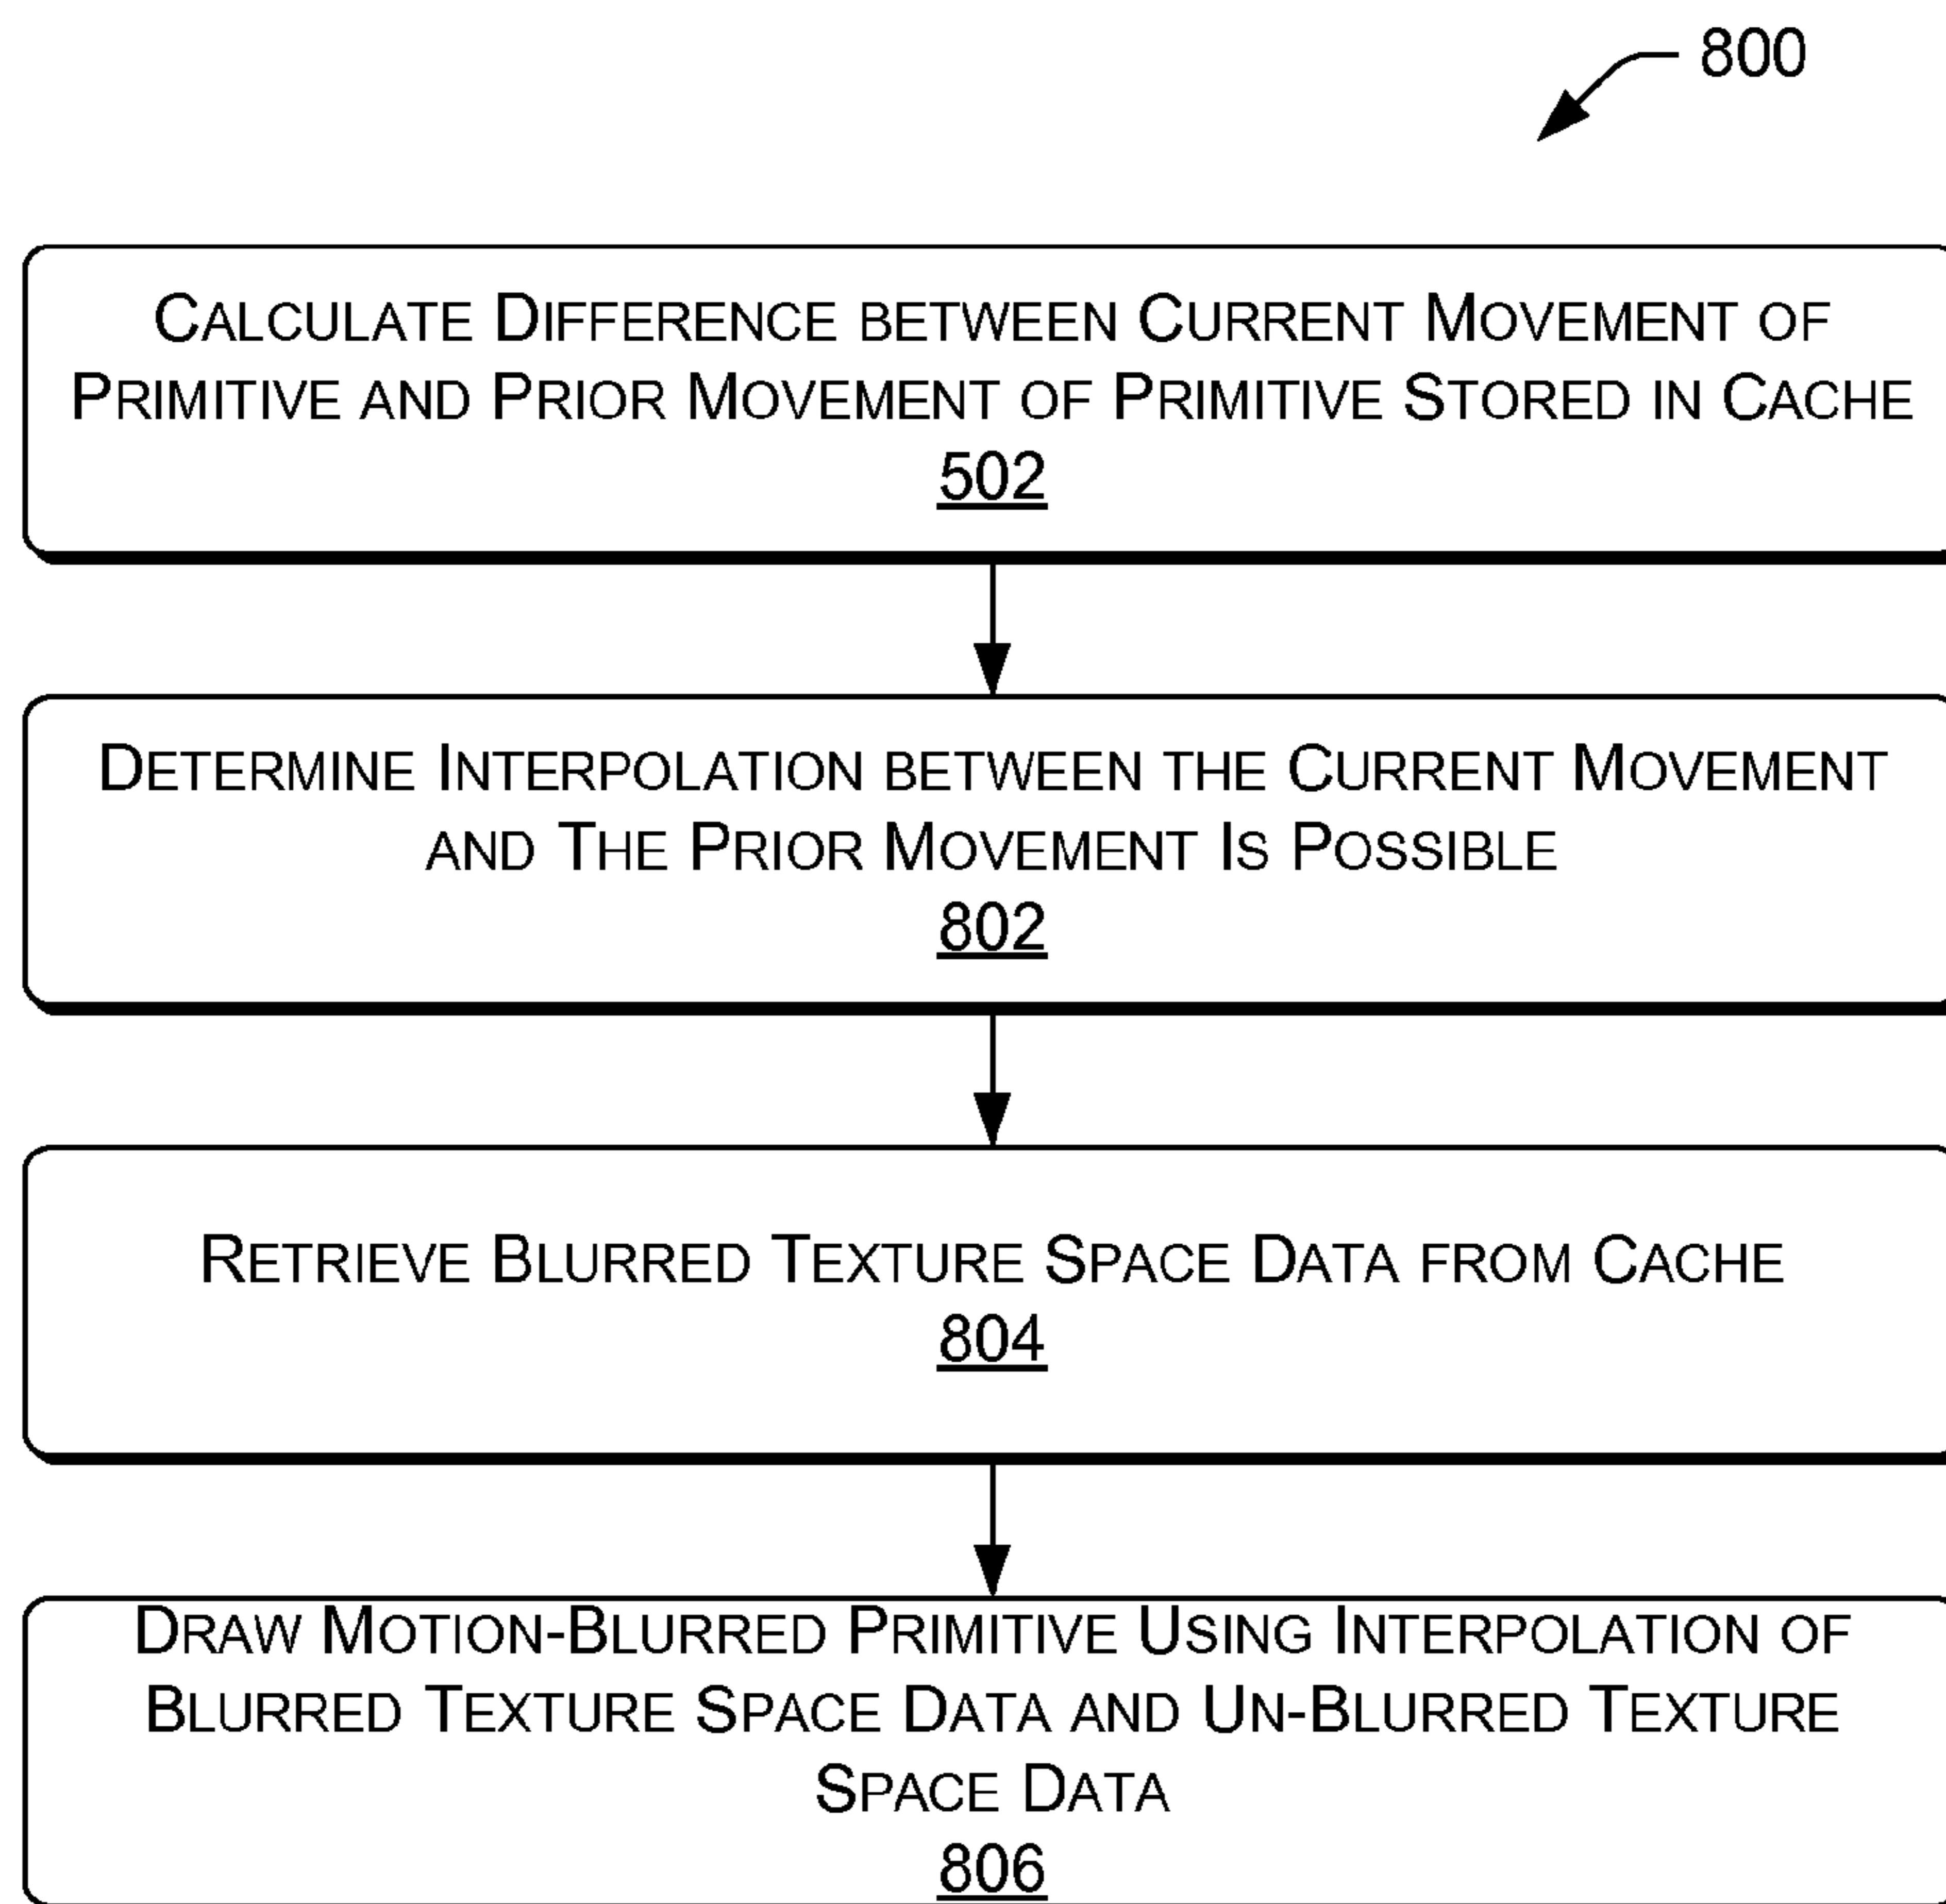 800
CALCULATE DIFFERENCE BETWEEN CURRENT MOVEMENT OF
PRIMITIVE AND PRIOR MOVEMENT OF PRIMITIVE STORED IN CACHE
502
DETERMINE INTERPOLATION BETWEEN THE CURRENT MOVEMENT
AND THE PRIOR MOVEMENT IS POSSIBLE
802
RETRIEVE BLURRED TEXTURE SPACE DATA FROM CACHE
804
DRAW MOTION-BLURRED PRIMITIVE USING INTERPOLATION OF
BLURRED TEXTURE SPACE DATA AND UN-BLURRED TEXTURE
SPACE DATA
806